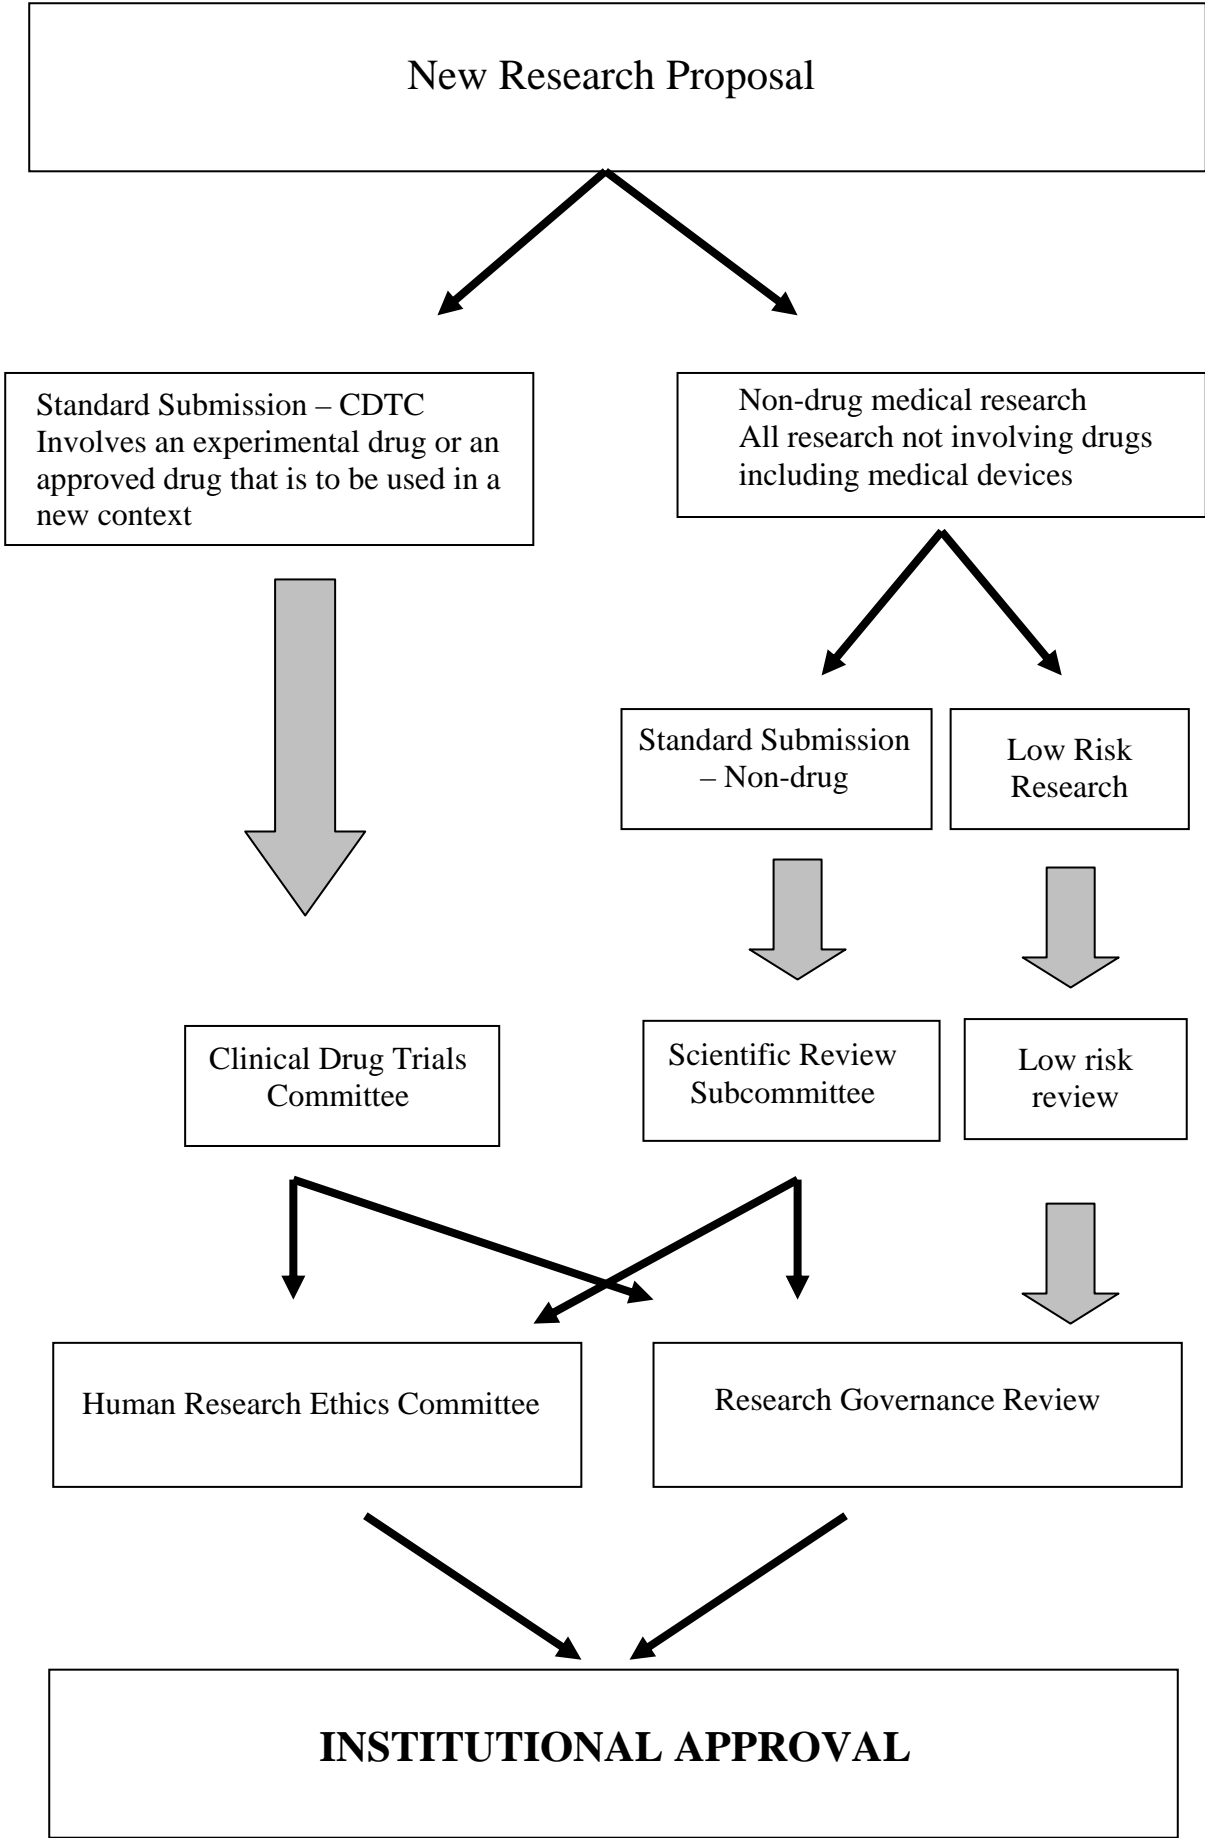 New Research Proposal
Standard Submission – CDTC
Involves an experimental drug or an
approved drug that is to be used in a
new context
Non-drug medical research
All research not involving drugs
including medical devices
Standard Submission
– Non-drug
Low Risk
Research
Clinical Drug Trials
Committee
Scientific Review
Subcommittee
Low risk
review
Human Research Ethics Committee
Research Governance Review
INSTITUTIONAL APPROVAL